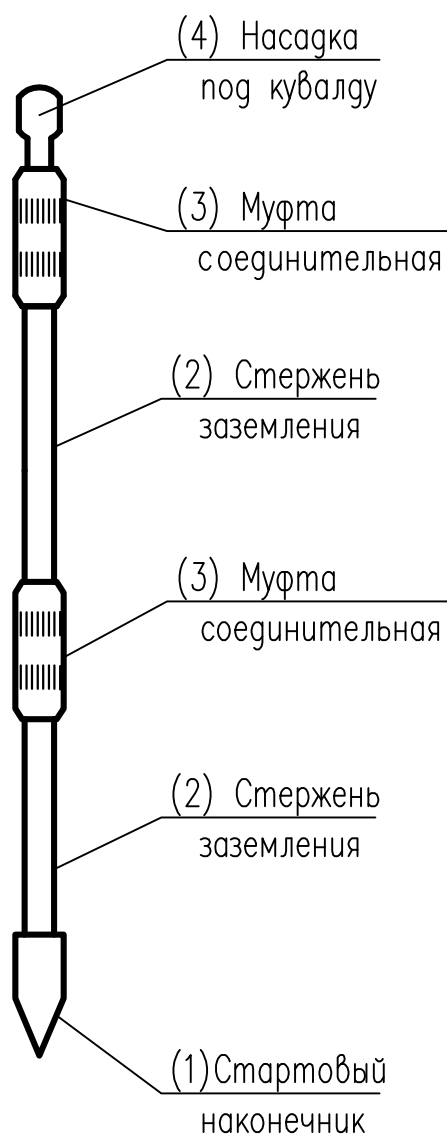 (4) Насадка
под кувалду
(3) Муфта
соединительная
(2) Стержень
заземления
(3) Муфта
соединительная
(2) Стержень
заземления
(1)Стартовый
наконечник